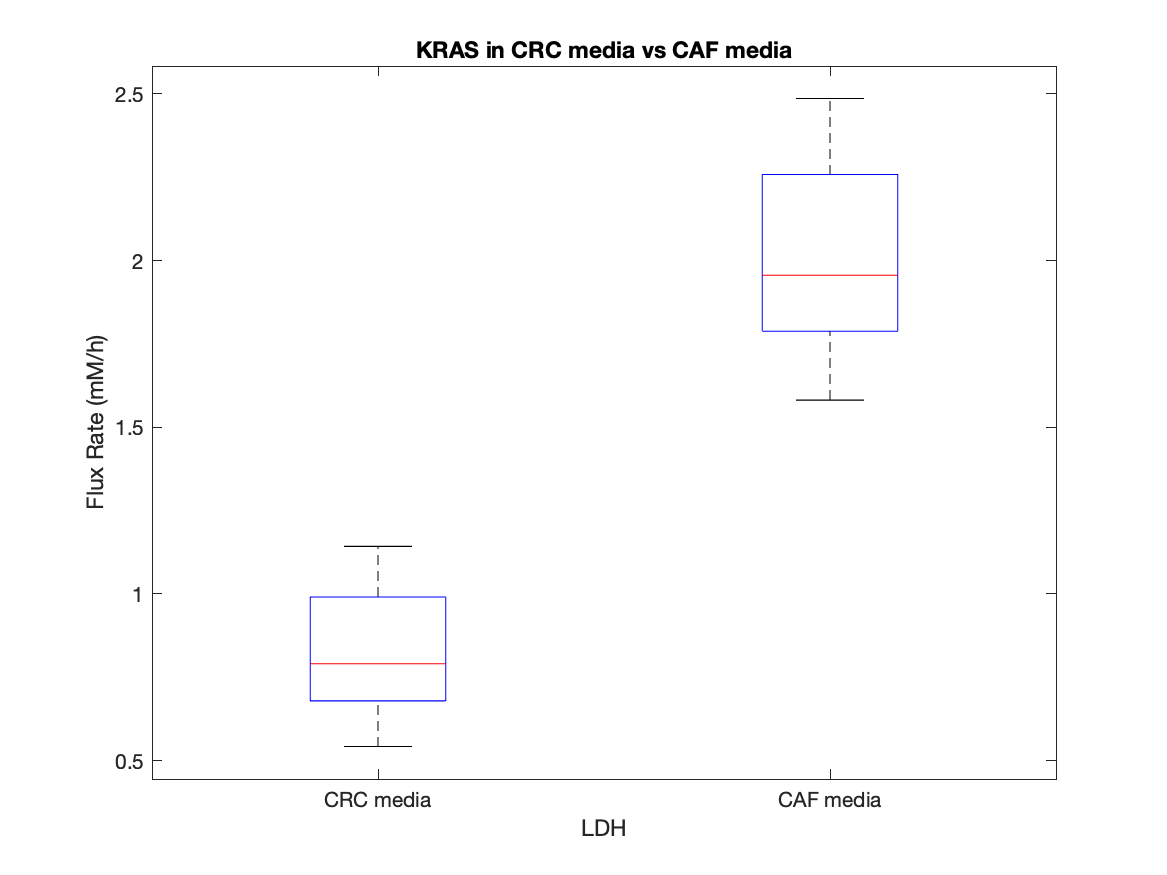 KRAS in CRC media vs CAF media
2.5
2
1.5
1
0.5
Flux Rate (mM/h)
CRC media
CAF media
LDH